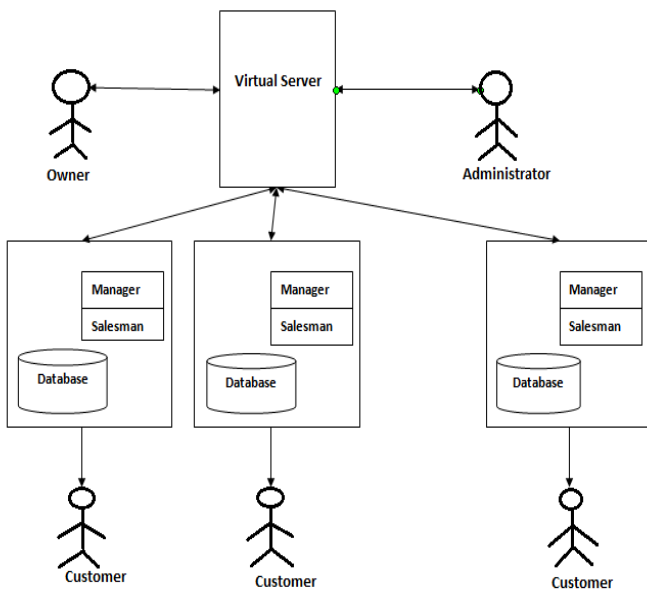 Virtual Server
Owner
Administrator
Manager
Salesman
Database
Manager
Salesman
Database
Manager
Salesman
Database
Customer
Customer
Customer